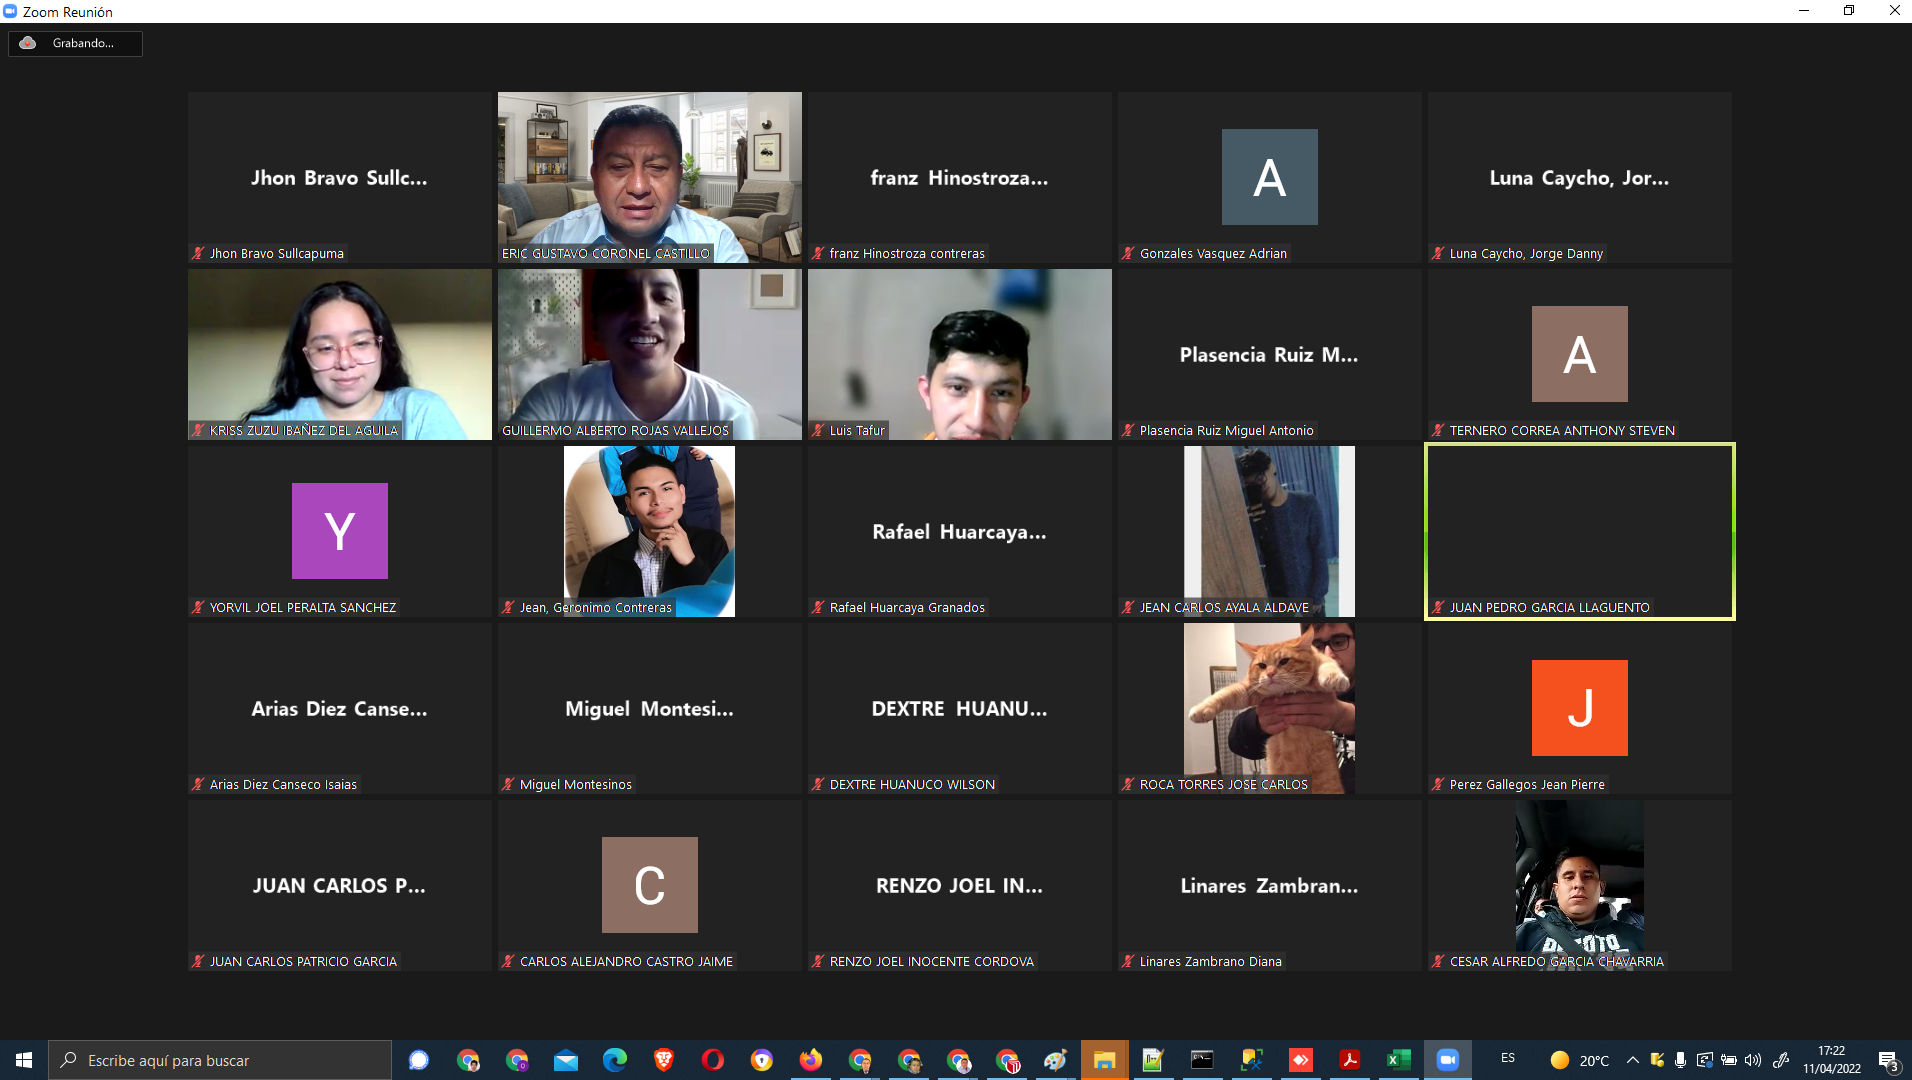 Zoom Reunión
Grabando...
Jhon Bravo Sullc...
franz Hinostroza...
A
Luna Caycho, Jor...
Jhon Bravo Sullcapuma
ERIC GUSTAVO CORONEL CASTILLO
franz Hinostroza contreras
Gonzales Vasquez Adrian
Luna Caycho, Jorge Danny
Plasencia Ruiz M...
A
KRISS ZUZU IBAÑEZ DEL AGUILA
GUILLERMO ALBERTO ROJAS VALLEJOS
Luis Tafur
Plasencia Ruiz Miguel Antonio
TERNERO CORREA ANTHONY STEVEN
Y
Rafael Huarcaya...
YORVIL JOEL PERALTA SANCHEZ
Jean, Geronimo Contreras
Rafael Huarcaya Granados
JEAN CARLOS AYALA ALDAVE
JUAN PEDRO GARCIA LLAGUENTO
Arias Diez Canse...
Miguel Montesi...
DEXTRE HUANU...
J
Arias Diez Canseco Isaias
Miguel Montesinos
DEXTRE HUANUCO WILSON
ROCA TORRES JOSE CARLOS
Perez Gallegos Jean Pierre
JUAN CARLOS P...
C
RENZO JOEL IN...
Linares Zambran...
JUAN CARLOS PATRICIO GARCIA
CARLOS ALEJANDRO CASTRO JAIME
RENZO JOEL INOCENTE CORDOVA
Linares Zambrano Diana
CESAR ALFREDO GARCIA CHAVARRIA
Escribe aquí para buscar
ES
20°C
17:22
11/04/2022
3